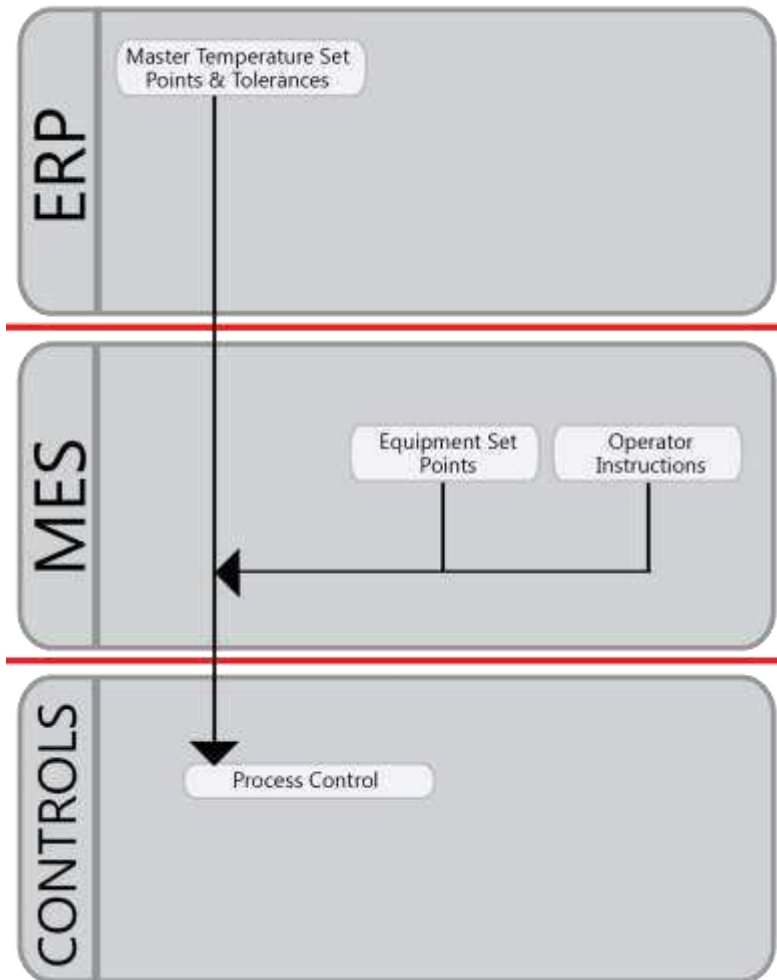 ERP
Master Temperature Set
Points & Tolerances
MES
Equipment Set
Points
Operator
Instructions
CONTROLS
Process Control